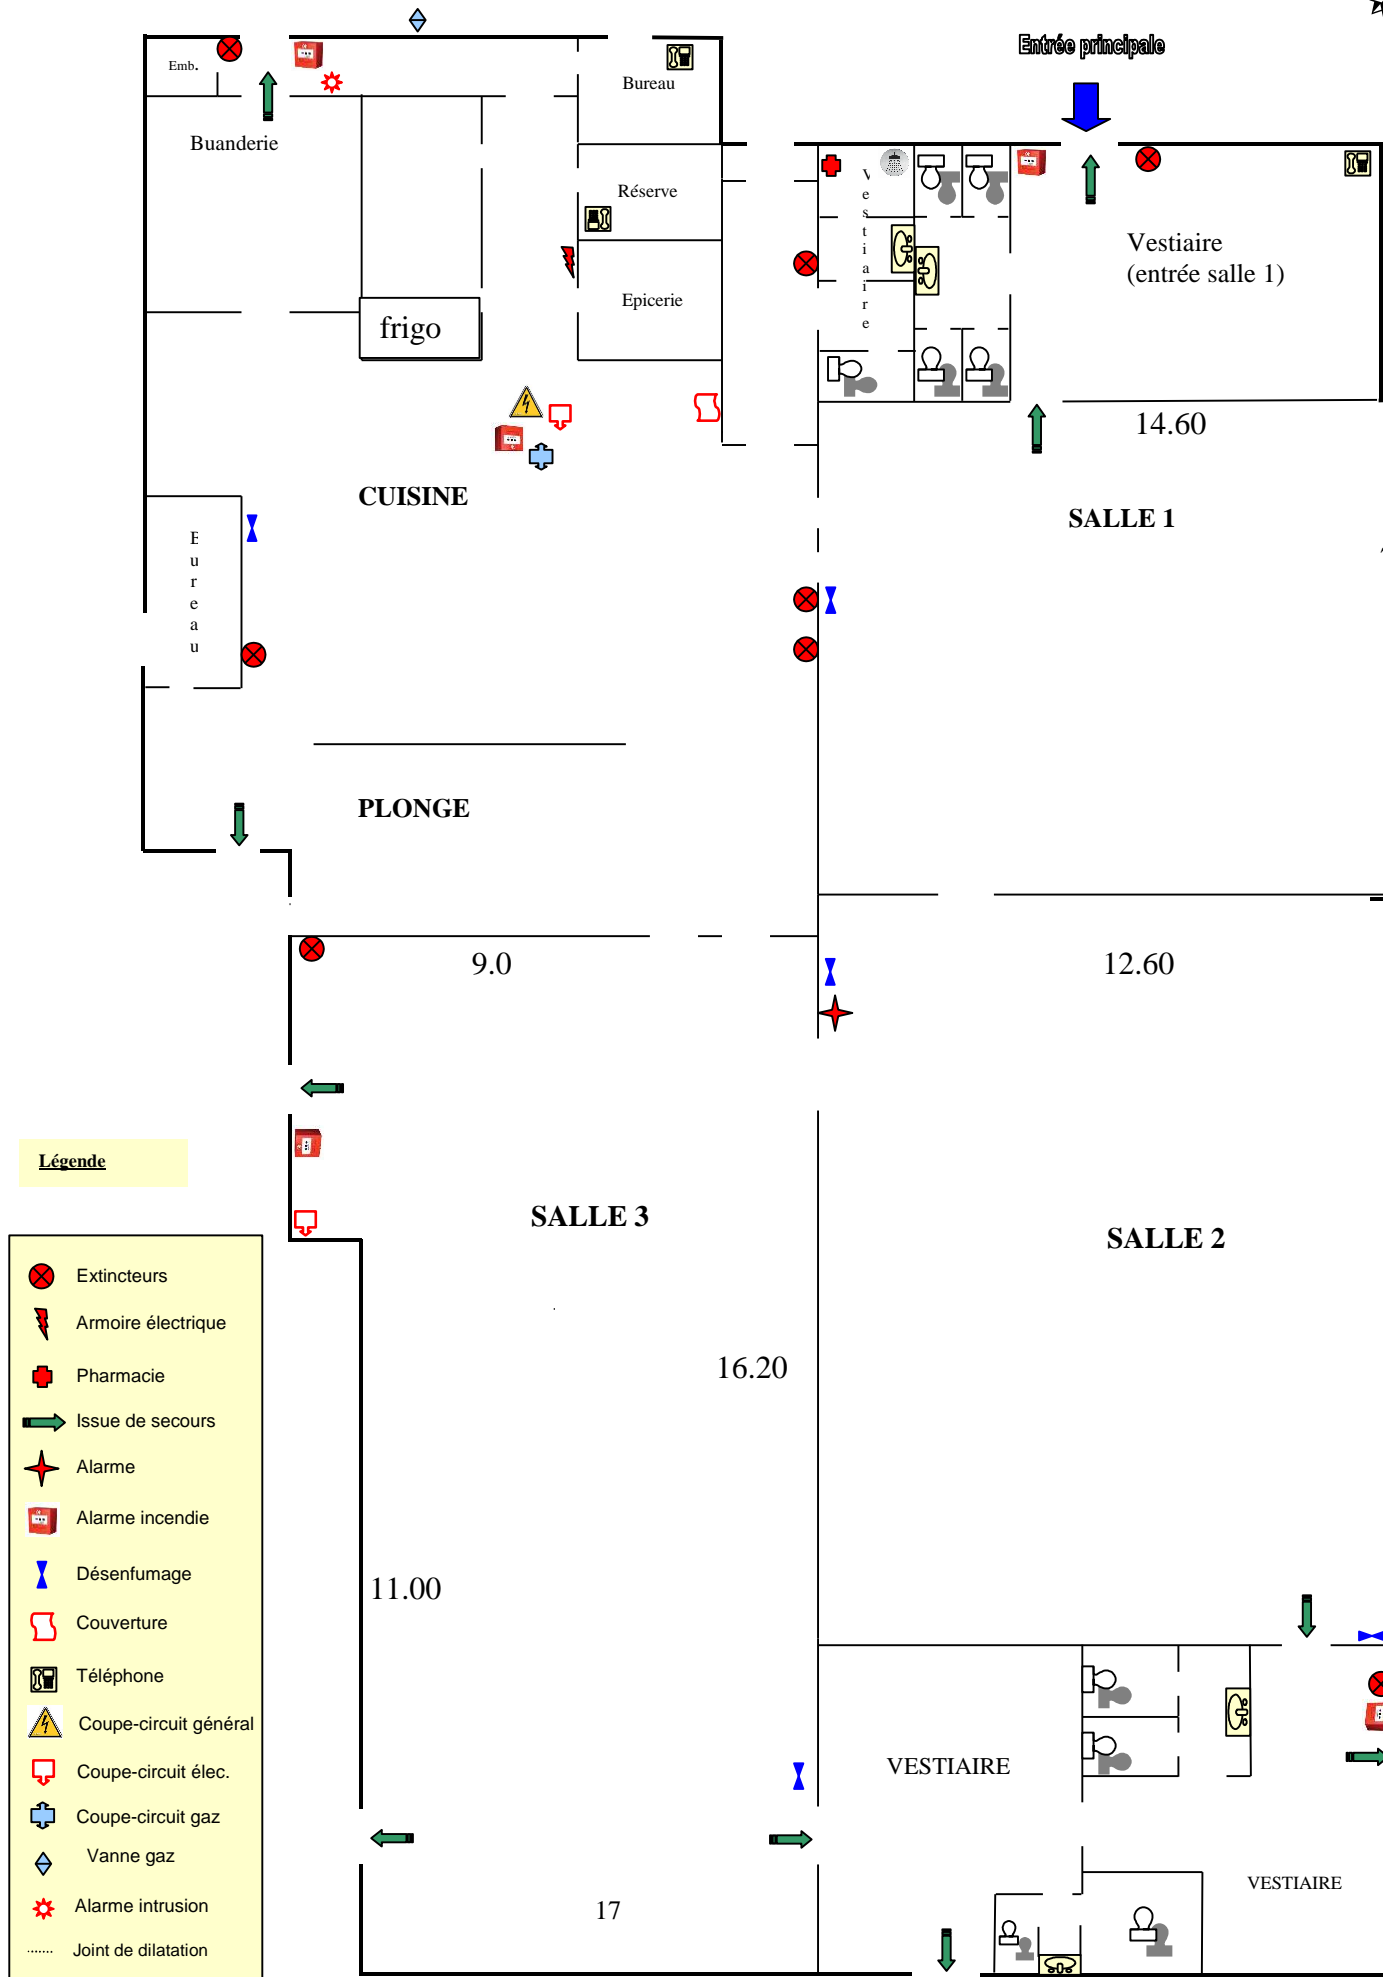 Entrée principale
Emb.
Bureau
Buanderie
Réserve
Vestiaire
Vestiaire
(entrée salle 1)
Epicerie
frigo
14.60
CUISINE
SALLE 1
Bureau
PLONGE
9.0
12.60
Légende
SALLE 3
SALLE 2
Extincteurs
Armoire électrique
Pharmacie
Issue de secours
Alarme
Alarme incendie
Désenfumage
Couverture
Téléphone
Coupe-circuit général
Coupe-circuit élec.
Coupe-circuit gaz
Vanne gaz
Alarme intrusion
Joint de dilatation
16.20
11.00
VESTIAIRE
VESTIAIRE
17